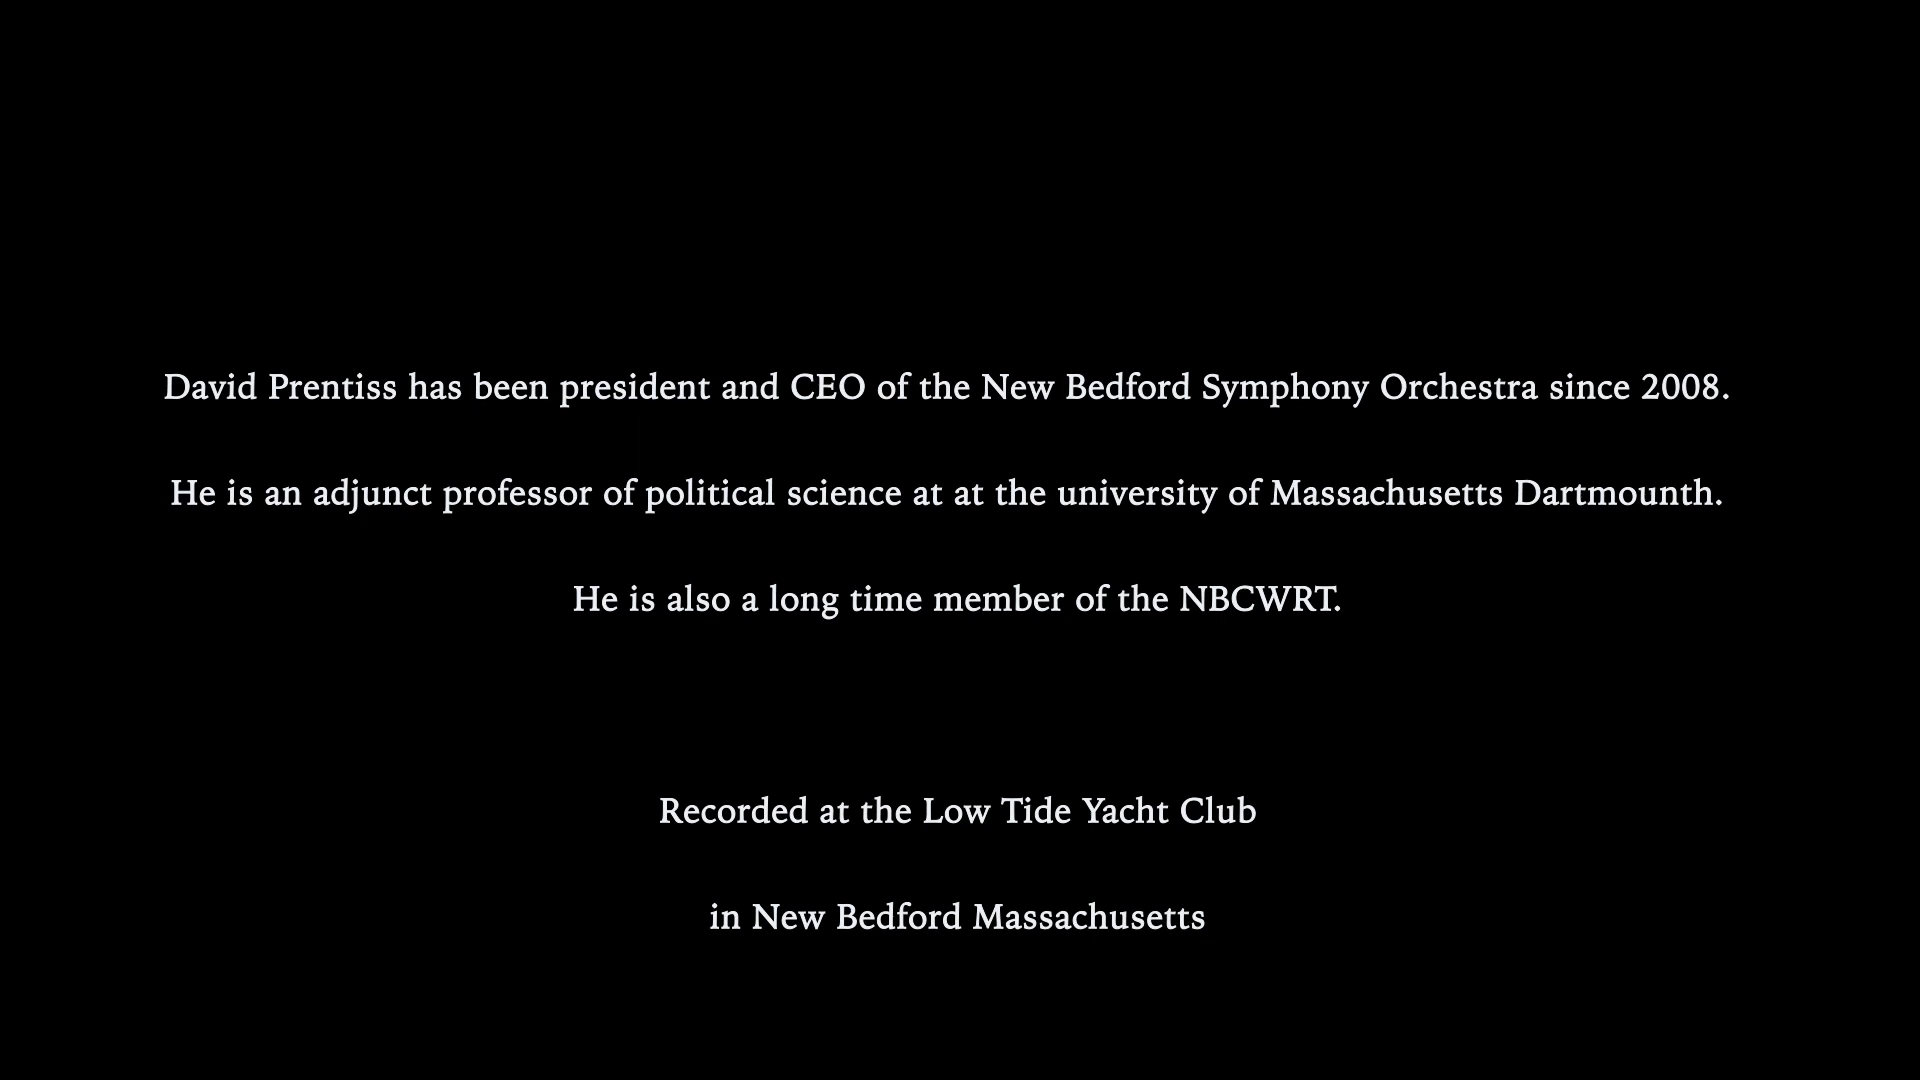 David Prentiss has been president and CEO of the New Bedford Symphony Orchestra since 2008.
He is an adjunct professor of political science at at the university of Massachusetts Dartmounth.
He is also a long time member of the NBCWRT.
Recorded at the Low Tide Yacht Club
in New Bedford Massachusetts